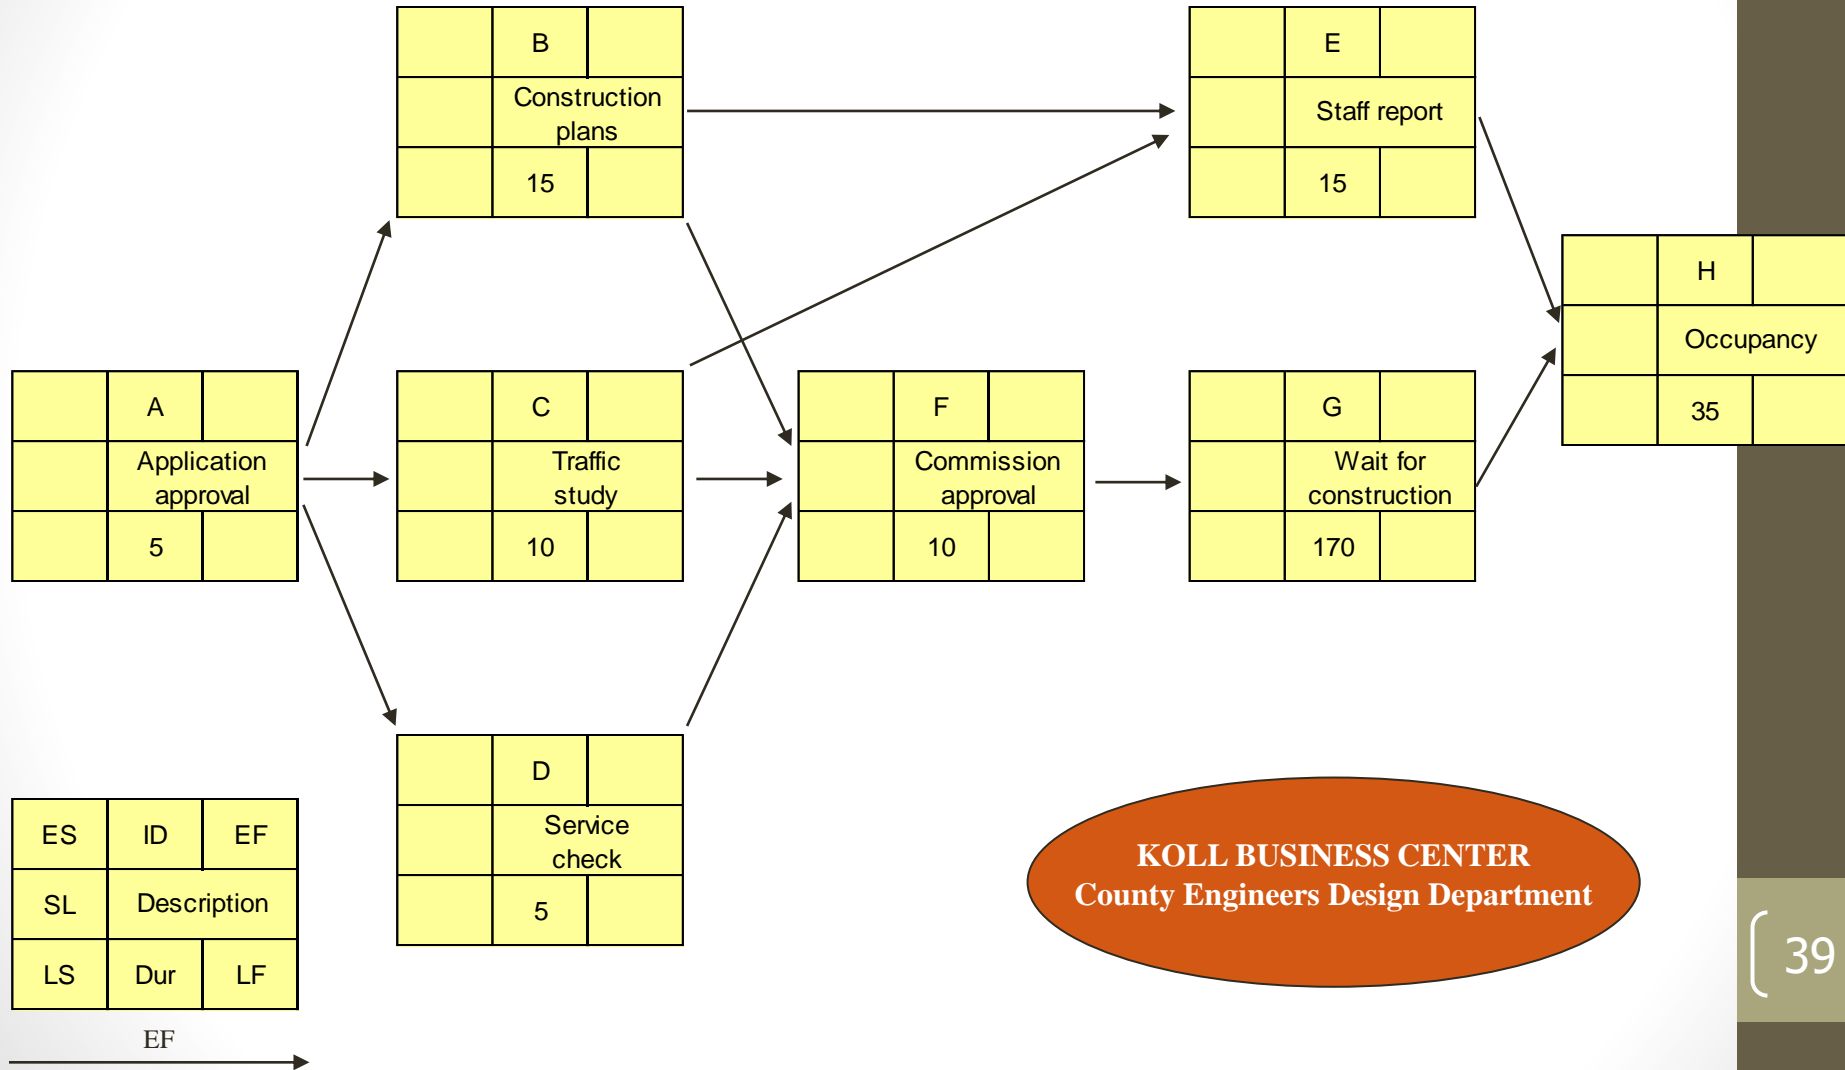 B
Construction
plans
15
E
Staff report
15
H
Occupancy
35
A
Application
approval
5
C
Traffic
study
10
F
Commission
approval
10
G
Wait for
construction
170
D
Service
check
5
ES ID EF
SL Description
LS Dur LF
EF
KOLL BUSINESS CENTER
County Engineers Design Department
39